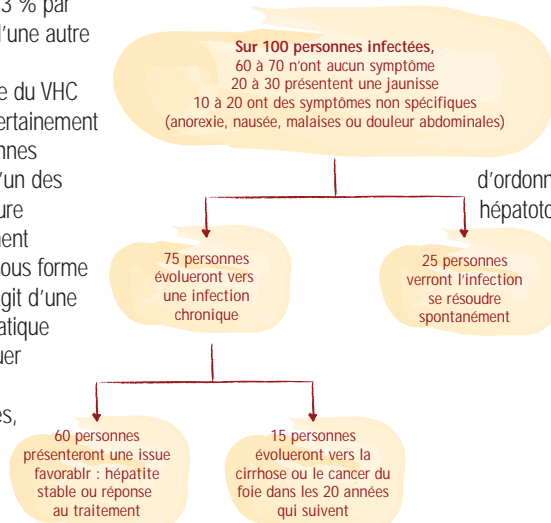 3 % par
d'une autre
e du VHC
ertainement
nnes
'un des
ure
ent
sous forme
git d'une
atique
uer
es,
Sur 100 personnes infectées,
60 à 70 n'ont aucun symptôme
20 à 30 présentent une jaunisse
10 à 20 ont des symptômes non spécifiques
(anorexie, nausée, malaises ou douleur abdominales)
d'ordonn
hépatoto
75 personnes
évolueront vers
une infection
chronique
25 personnes
verront l'infection
se résoudre
spontanément
60 personnes
présenteront une issue
favorablr : hépatite
stable ou réponse
au traitement
15 personnes
évolueront vers la
cirrhose ou le cancer du
foie dans les 20 années
qui suivent